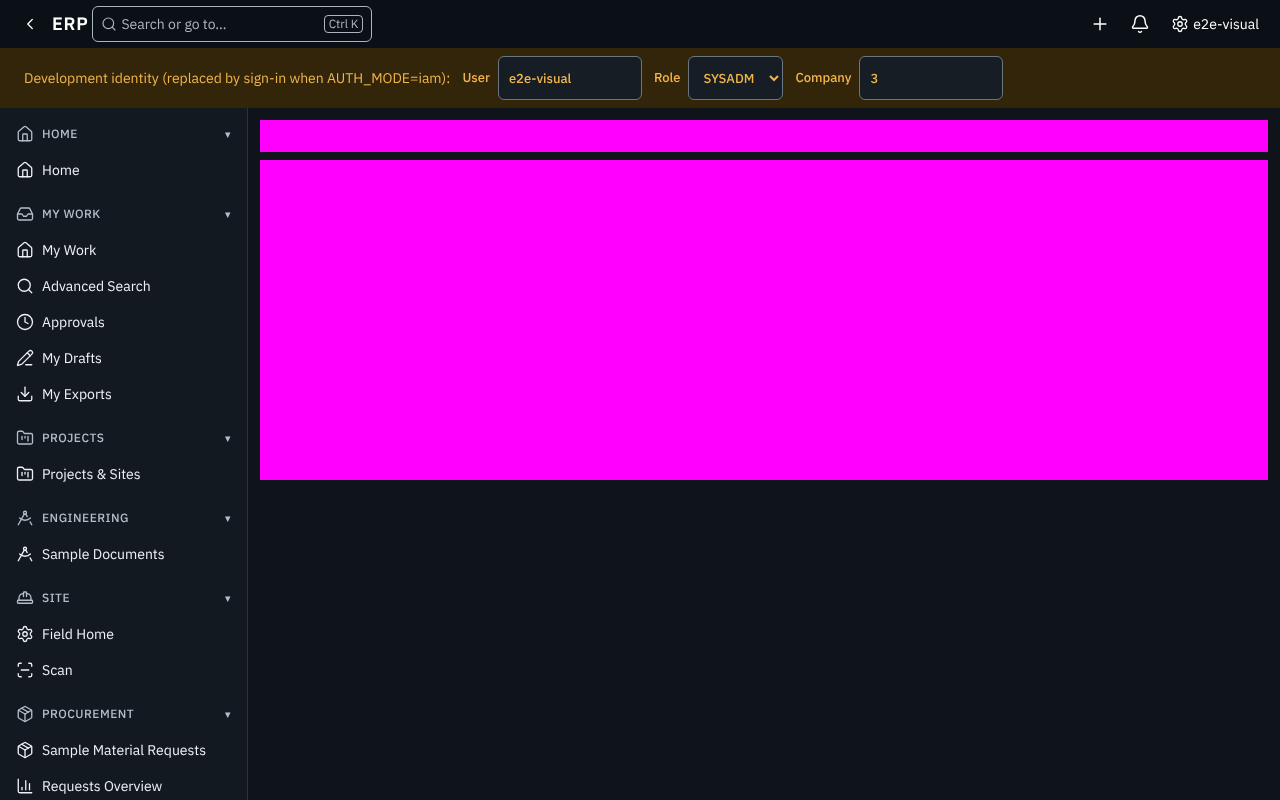 ERP Search or go to... Ctrl K e2e-visual
Development identity (replaced by sign-in when AUTH_MODE=iam): User e2e-visual Role SYSADM Company 3
HOME
Home
MY WORK
My Work
Advanced Search
Approvals
My Drafts
My Exports
PROJECTS
Projects & Sites
ENGINEERING
Sample Documents
SITE
Field Home
Scan
PROCUREMENT
Sample Material Requests
Requests Overview